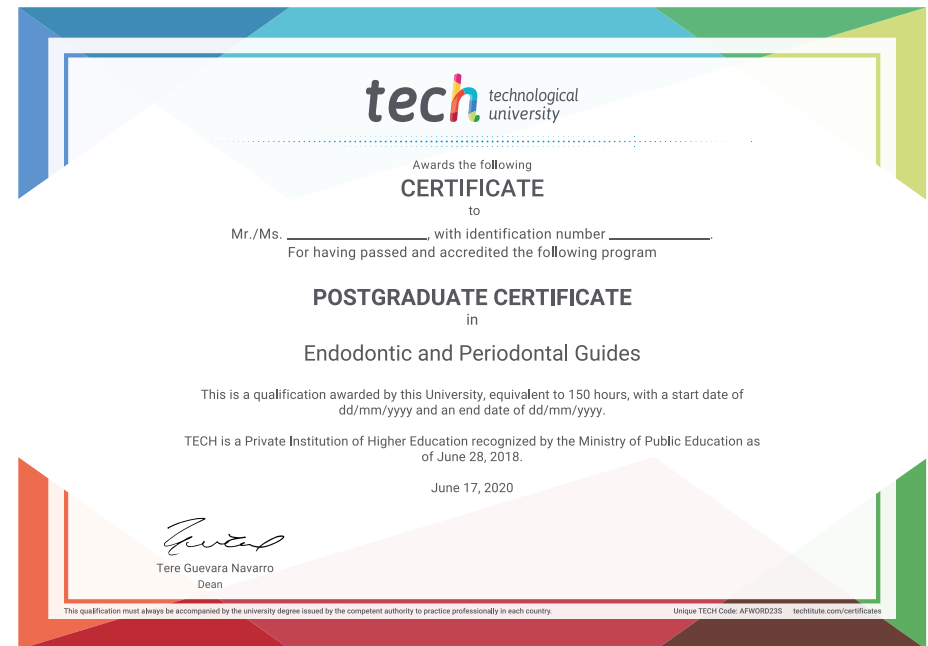 tech technological
university
Awards the following
CERTIFICATE
to
Mr./Ms. ____________________, with identification number ______________.
For having passed and accredited the following program
POSTGRADUATE CERTIFICATE
in
Endodontic and Periodontal Guides
This is a qualification awarded by this University, equivalent to 150 hours, with a start date of
dd/mm/yyyy and an end date of dd/mm/yyyy.
TECH is a Private Institution of Higher Education recognized by the Ministry of Public Education as
of June 28, 2018.
June 17, 2020
Tere Guevara Navarro
Dean
This qualification must always be accompanied by the university degree issued by the competent authority to practice professionally in each country.
Unique TECH Code: AFWORD23S techtitute.com/certificates